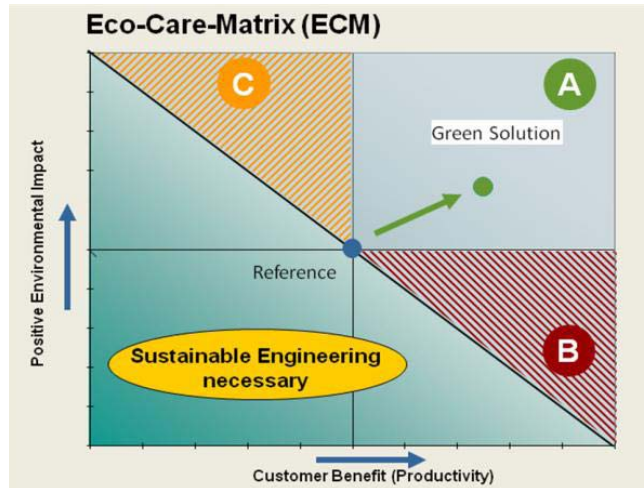 Eco-Care-Matrix (ECM)
C
A
Green Solution
Positive Environmental Impact
Reference
B
Sustainable Engineering
necessary
Customer Benefit (Productivity)